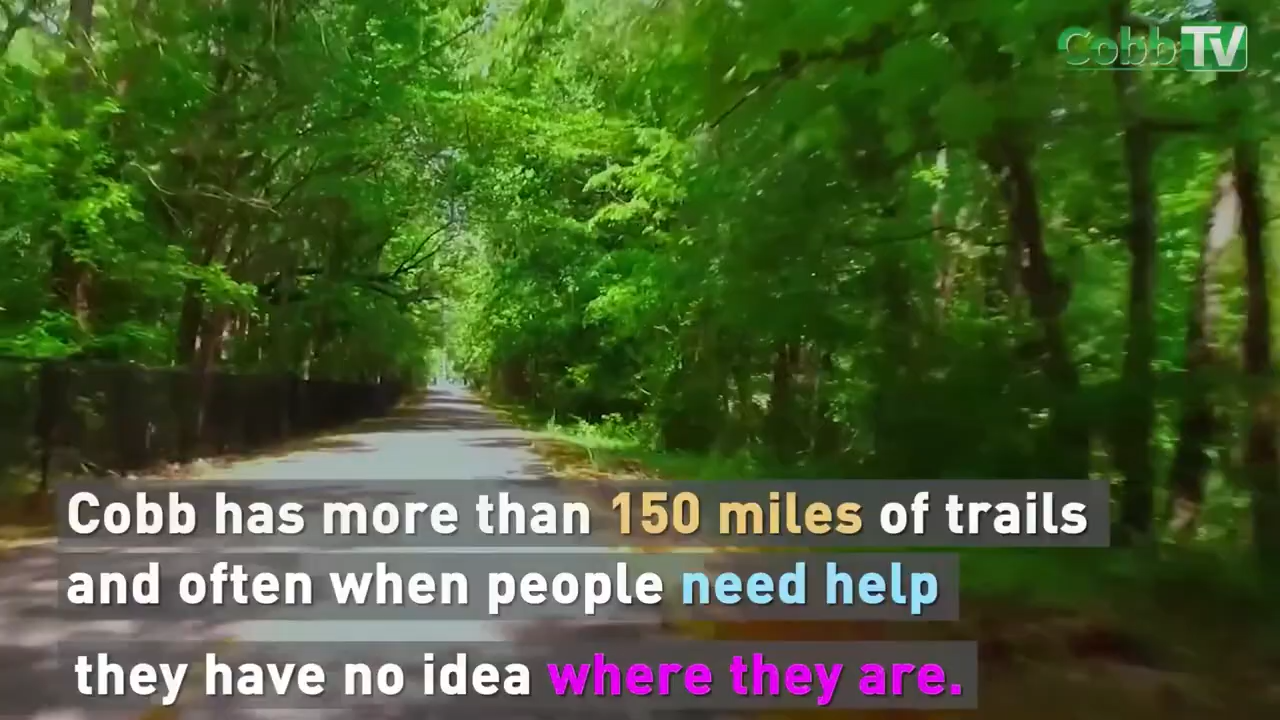 CobbTV
Cobb has more than 150 miles of trails
and often when people need help
they have no idea where they are.